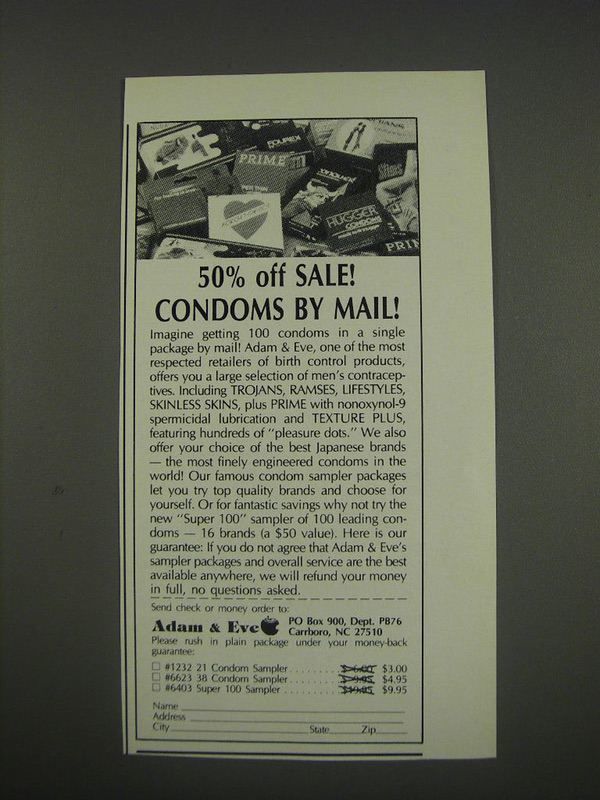 PRIME
HUGGER
CONDOM
PRIM
50% off SALE!
CONDOMS BY MAIL!
Imagine getting 100 condoms in a single
package by mail! Adam & Eve, one of the most
respected retailers of birth control products,
offers you a large selection of men's contracep-
tives. Including TROJANS, RAMSES, LIFESTYLES,
SKINLESS SKINS, plus PRIME with nonoxynol-9
spermicidal lubrication and TEXTURE PLUS,
featuring hundreds of "pleasure dots." We also
offer your choice of the best Japanese brands
— the most finely engineered condoms in the
world! Our famous condom sampler packages
let you try top quality brands and choose for
yourself. Or for fantastic savings why not try the
new "Super 100" sampler of 100 leading con-
doms — 16 brands (a $50 value). Here is our
guarantee: If you do not agree that Adam & Eve's
sampler packages and overall service are the best
available anywhere, we will refund your money
in full, no questions asked.
Send check or money order to:
Adam & Eve PO Box 900, Dept. PB76
Carrboro, NC 27510
Please rush in plain package under your money-back
guarantee:
#1232 21 Condom Sampler ........ $6.00 $3.00
#6623 38 Condom Sampler ........ $9.95 $4.95
#6403 Super 100 Sampler ......... $19.95 $9.95
Name
Address
City State Zip